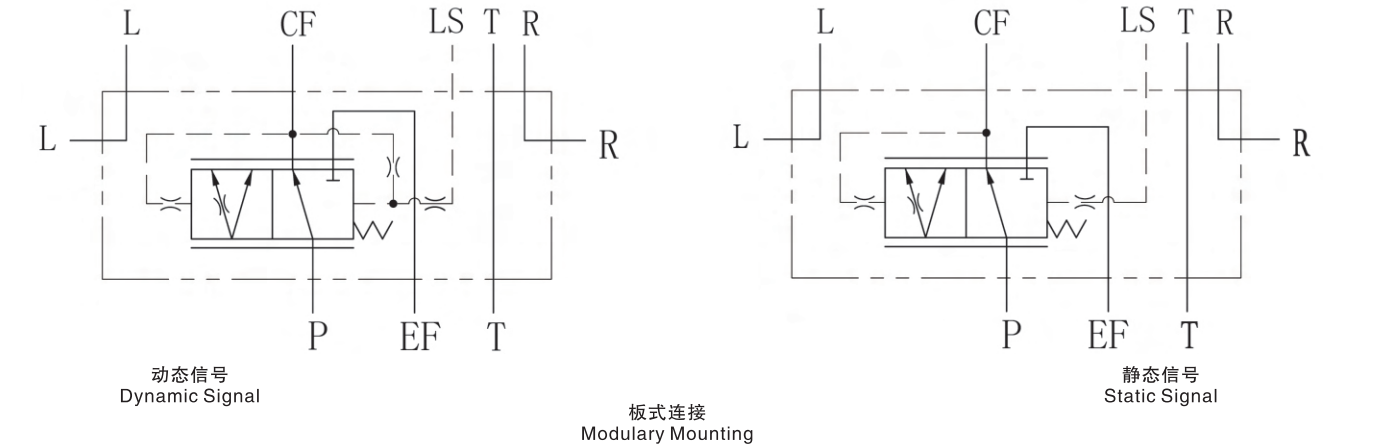 L CF LS T R
L CF LS T R
L R
L R
P EF T
P EF T
动态信号
Dynamic Signal
静态信号
Static Signal
板式连接
Modulary Mounting